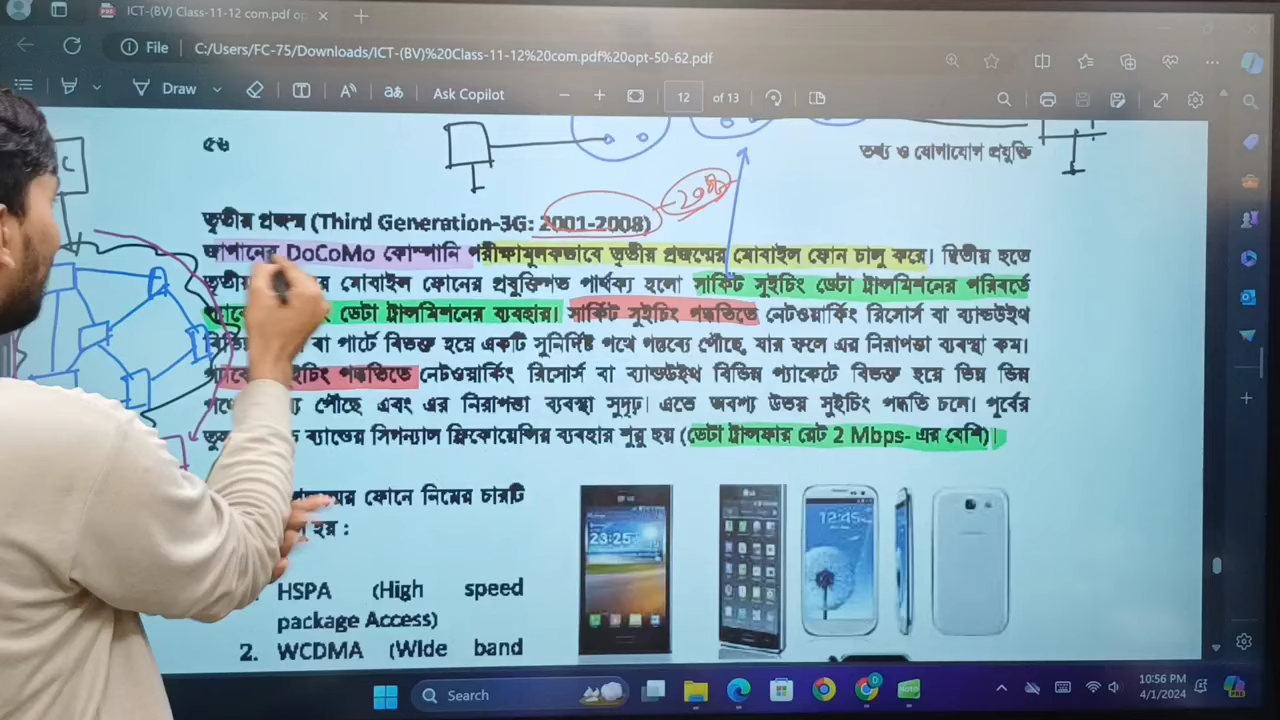 ICT-(BV) Class-11-12 com.pdf op
File C:/Users/FC-75/Downloads/ICT-(BV)%20Class-11-12%20com.pdf%20opt-50-62.pdf
Draw Ask Copilot 12 of 13
C
৫৬ তথ্য ও যোগাযোগ প্রযুক্তি
তৃতীয় প্রজন্ম (Third Generation-3G: 2001-2008)
জাপানের DoCoMo কোম্পানি পরীক্ষামূলকভাবে তৃতীয় প্রজন্মের মোবাইল ফোন চালু করে। দ্বিতীয় হতে
তৃতীয় মোবাইল ফোনের প্রযুক্তিগত পার্থক্য হলো সার্কিট সুইচিং ডেটা ট্রান্সমিশনের পরিবর্তে
ডেটা ট্রান্সমিশনের ব্যবহার। সার্কিট সুইচিং পদ্ধতিতে নেটওয়ার্কিং রিসোর্স বা ব্যান্ডউইথ
বা পার্টে বিভক্ত হয়ে একটি সুনির্দিষ্ট পথে গন্তব্যে পৌঁছে, যার ফলে এর নিরাপত্তা ব্যবস্থা কম।
পদ্ধতিতে নেটওয়ার্কিং রিসোর্স বা ব্যান্ডউইথ বিভিন্ন প্যাকেটে বিভক্ত হয়ে ভিন্ন ভিন্ন
পৌঁছে এবং এর নিরাপত্তা ব্যবস্থা সুদৃঢ়। এতে অবশ্য উভয় সুইচিং পদ্ধতি চলে। পূর্বের
ব্যান্ডের সিগন্যাল ফ্রিকোয়েন্সির ব্যবহার শুরু হয় (ডেটা ট্রান্সফার রেট 2 Mbps- এর বেশি)।
ফোনে নিম্নের চারটি
হয় :
HSPA (High speed
package Access)
2. WCDMA (Wide band
23:25
12:45
Search
10:56 PM
4/1/2024